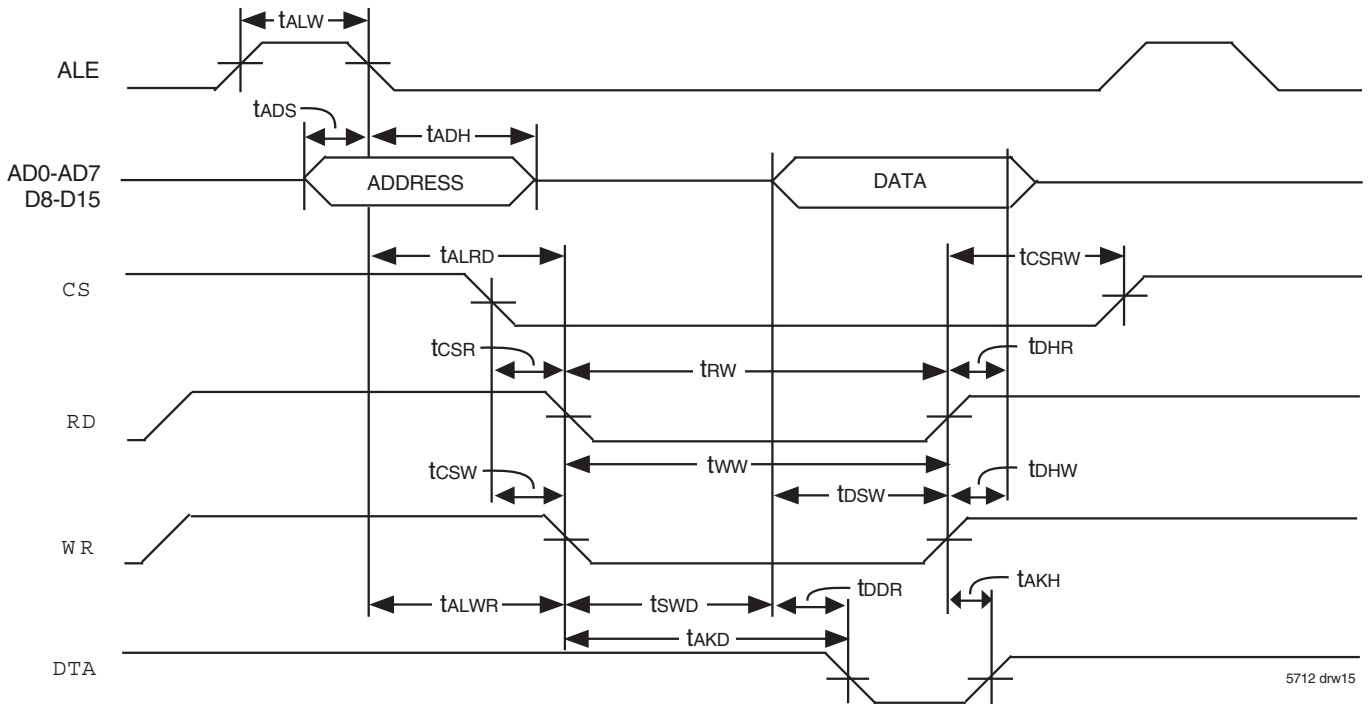 tALW
ALE
tADS
tADH
AD0-AD7
D8-D15
ADDRESS
DATA
tALRD
tCSRW
CS
tCSR
tRW
tDHR
RD
tWW
tCSW
tDSW
tDHW
WR
tALWR
tSWD
tDDR
tAKH
tAKD
DTA
5712 drw15